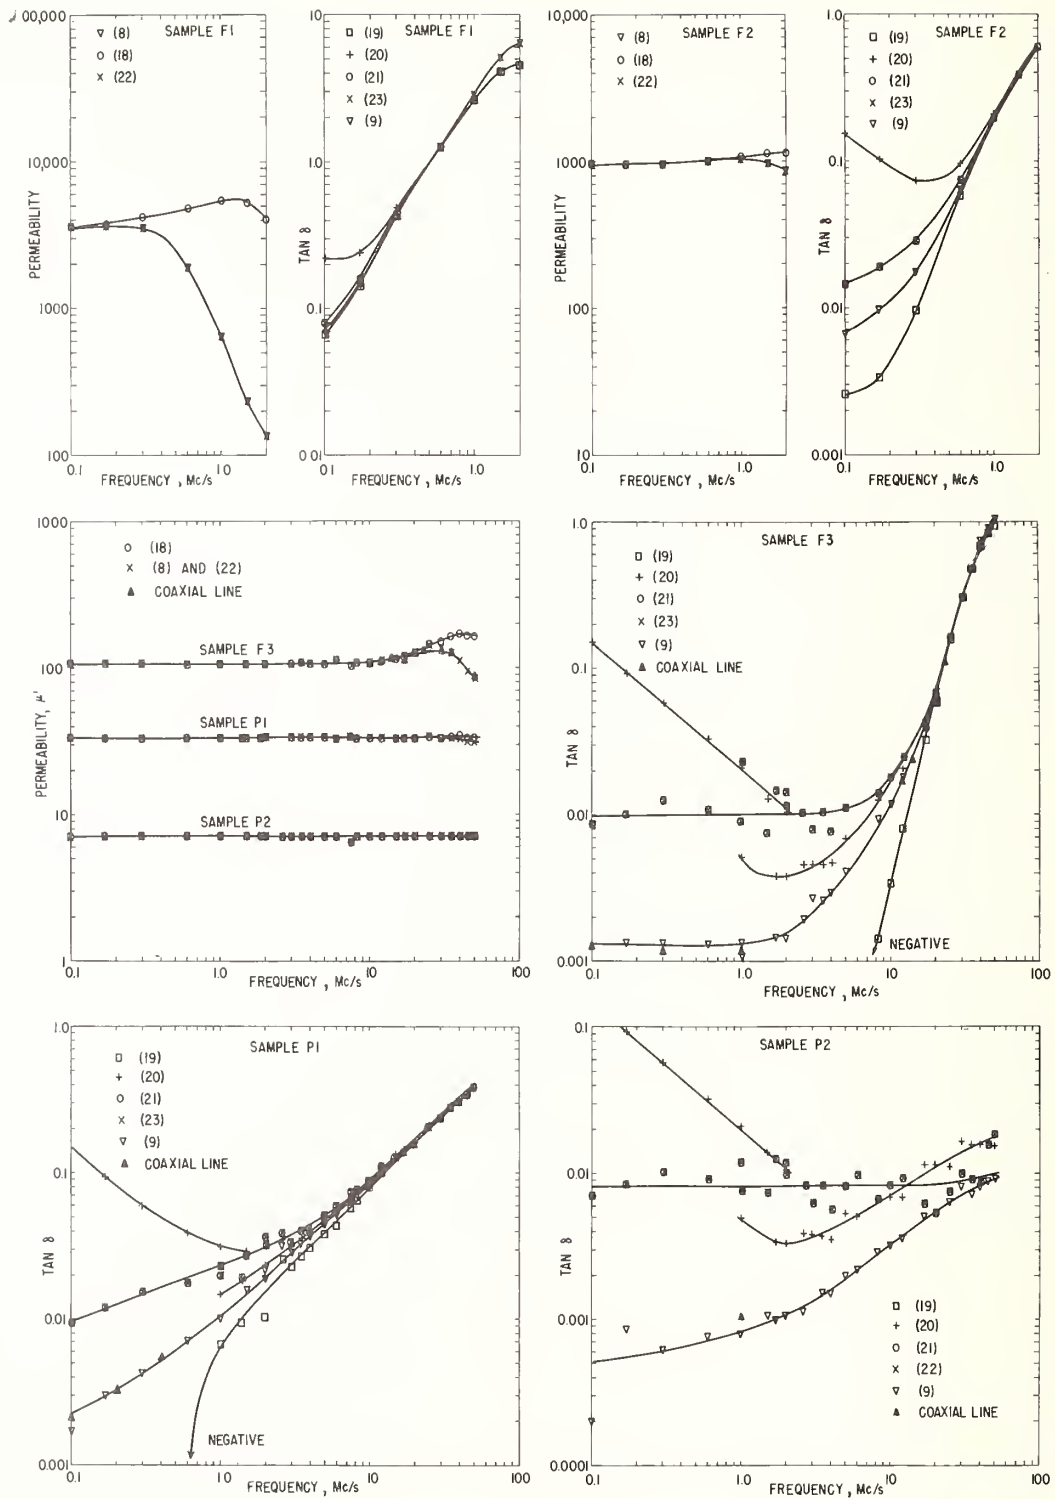 SAMPLE F1
▽ (8)
○ (18)
× (22)
00,000
10,000
1000
100
PERMEABILITY
0.1
1.0
FREQUENCY , Mc/s
SAMPLE F1
□ (19)
+ (20)
○ (21)
× (23)
▽ (9)
10
1.0
0.1
0.01
TAN δ
0.1
1.0
FREQUENCY , Mc/s
SAMPLE F2
▽ (8)
○ (18)
× (22)
10,000
1000
100
10
PERMEABILITY
0.1
1.0
FREQUENCY , Mc/s
SAMPLE F2
□ (19)
+ (20)
○ (21)
× (23)
▽ (9)
1.0
0.1
0.01
0.001
TAN δ
0.1
1.0
FREQUENCY , Mc/s
○ (18)
× (8) AND (22)
▲ COAXIAL LINE
SAMPLE F3
SAMPLE P1
SAMPLE P2
1000
100
10
1
PERMEABILITY, μ'
0.1
1.0
10
100
FREQUENCY , Mc/s
SAMPLE F3
□ (19)
+ (20)
○ (21)
× (23)
▽ (9)
▲ COAXIAL LINE
NEGATIVE
1.0
0.1
0.01
0.001
TAN δ
0.1
1.0
10
100
FREQUENCY , Mc/s
SAMPLE P1
□ (19)
+ (20)
○ (21)
× (23)
▽ (9)
▲ COAXIAL LINE
NEGATIVE
1.0
0.1
0.01
0.001
TAN δ
0.1
1.0
10
100
FREQUENCY , Mc/s
SAMPLE P2
□ (19)
+ (20)
○ (21)
× (22)
▽ (9)
▲ COAXIAL LINE
0.1
0.01
0.001
0.0001
TAN δ
0.1
1.0
10
100
FREQUENCY , Mc/s